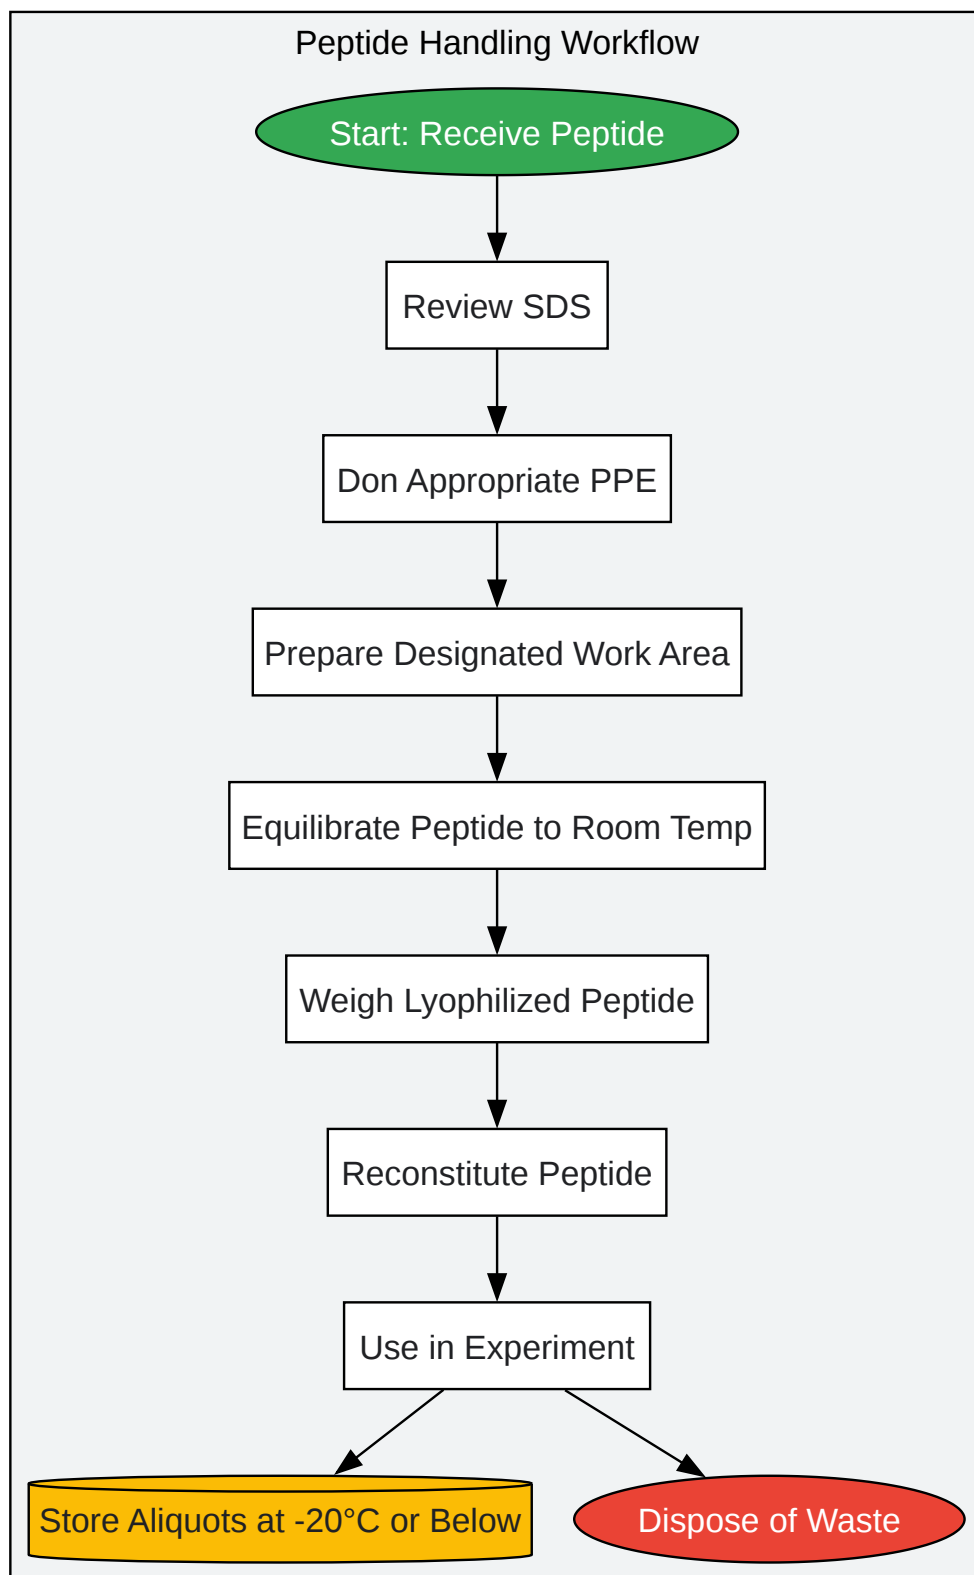 Peptide Handling Workflow
Start: Receive Peptide
Review SDS
Don Appropriate PPE
Prepare Designated Work Area
Equilibrate Peptide to Room Temp
Weigh Lyophilized Peptide
Reconstitute Peptide
Use in Experiment
Store Aliquots at -20°C or Below
Dispose of Waste